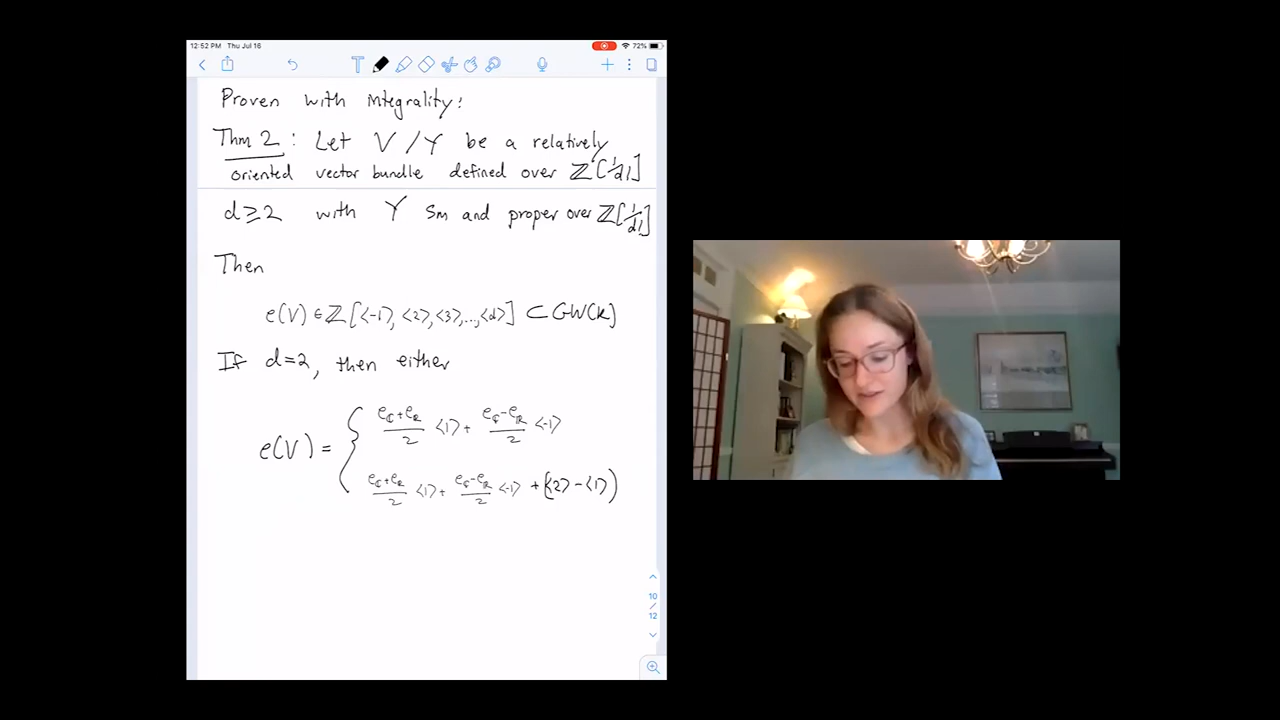 12:52 PM Thu Jul 16
72%
T
Proven with integrality:
Thm 2: Let V/Y be a relatively
oriented vector bundle defined over ℤ[1/d!]
d≥2 with Y sm and proper over ℤ[1/d!]
Then
e(V) ∈ ℤ[<-1>, <2>, <3>, ..., <d>] ⊂ GW(k)
If d=2, then either
e(V) = { (e_ℂ+e_ℝ)/2 <1> + (e_ℂ-e_ℝ)/2 <-1>
(e_ℂ+e_ℝ)/2 <1> + (e_ℂ-e_ℝ)/2 <-1> + (<2> - <1>)
10
/
12